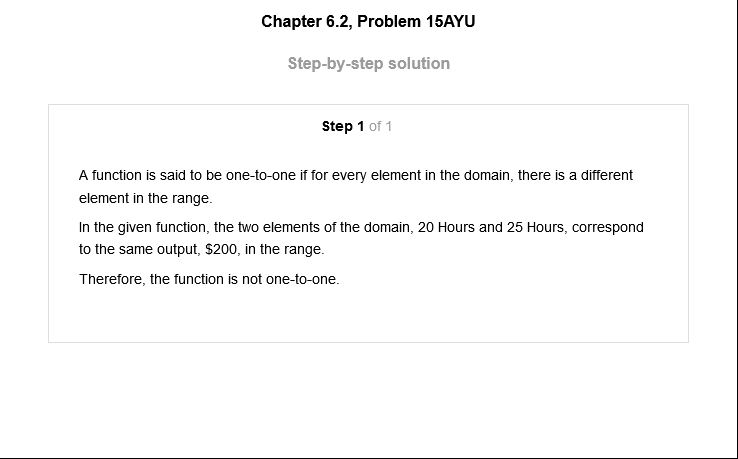 Chapter 6.2, Problem 15AYU
Step-by-step solution
Step 1 of 1
A function is said to be one-to-one if for every element in the domain, there is a different
element in the range.
In the given function, the two elements of the domain, 20 Hours and 25 Hours, correspond
to the same output, $200, in the range.
Therefore, the function is not one-to-one.